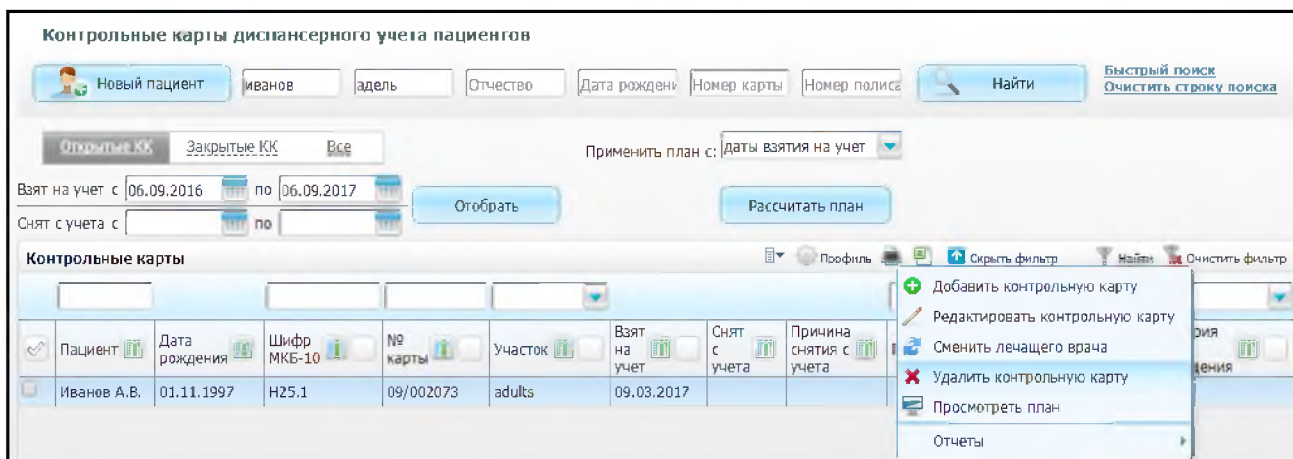 Контрольные карты диспансерного учета пациентов
Новый пациент иванов адель Отчество Дата рождени Номер карты Номер полиса Найти Быстрый поиск
Очистить строку поиска
Открытые КК Закрытые КК Все Применить план с: даты взятия на учет
Взят на учет с 06.09.2016 по 06.09.2017 Отобрать Рассчитать план
Снят с учета с по
Контрольные карты Профиль Скрыть фильтр Найти Очистить фильтр
Добавить контрольную карту
Редактировать контрольную карту
Сменить лечащего врача
Удалить контрольную карту
Просмотреть план
Отчеты
Пациент Дата рождения Шифр МКБ-10 № карты Участок Взят на учет Снят с учета Причина снятия с учета
Иванов А.В. 01.11.1997 H25.1 09/002073 adults 09.03.2017